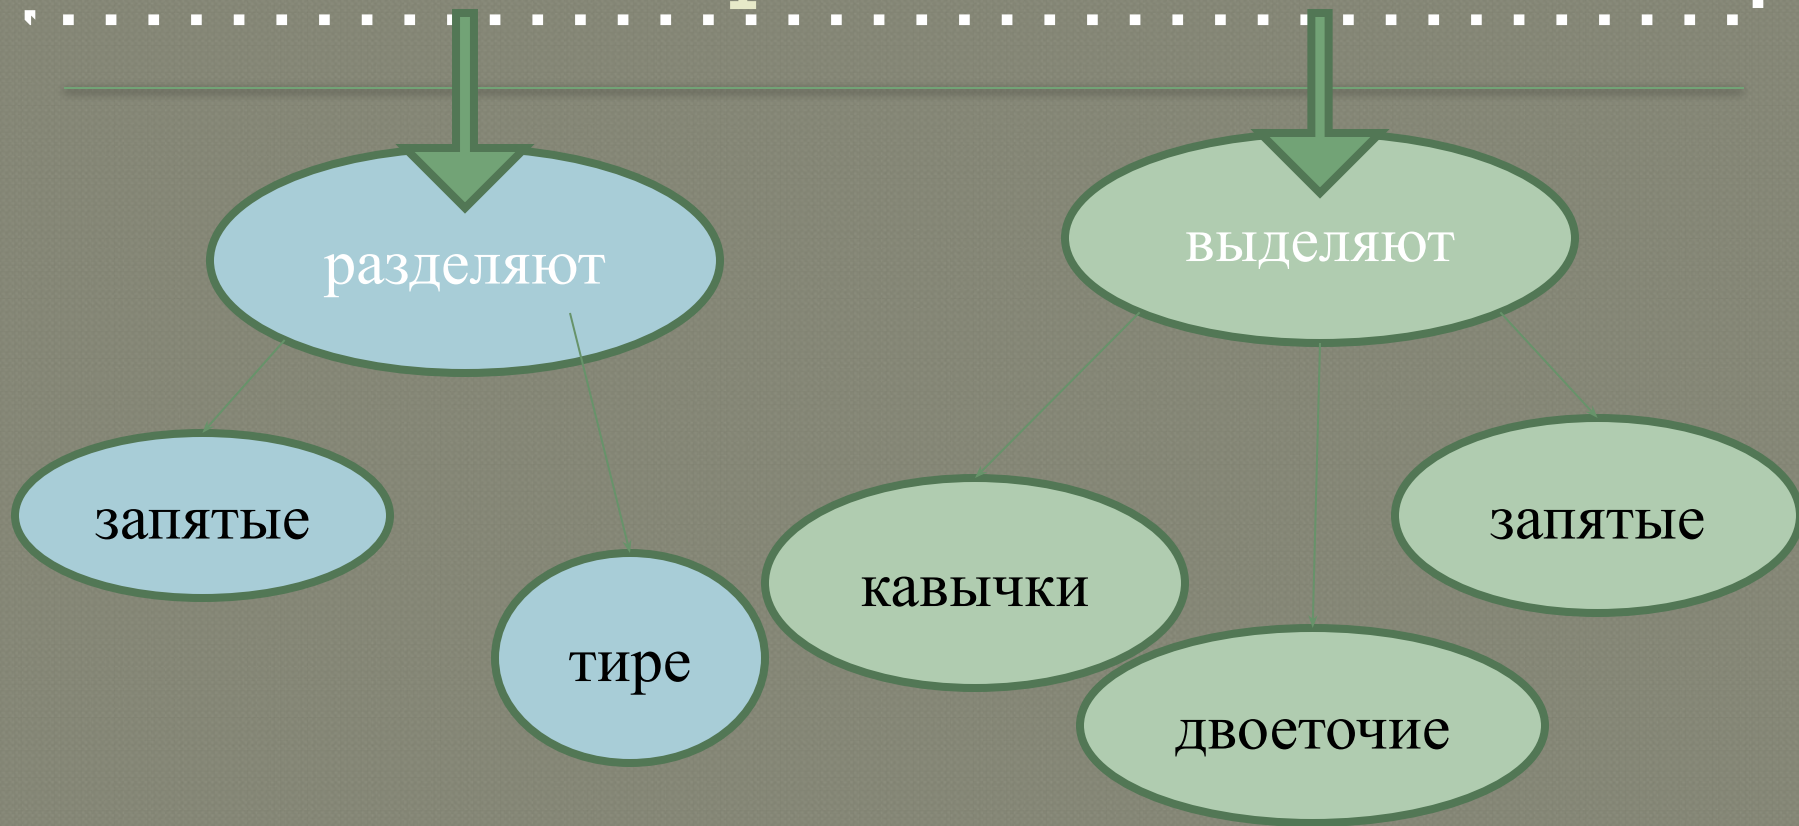 разделяют
выделяют
запятые
тире
кавычки
двоеточие
запятые